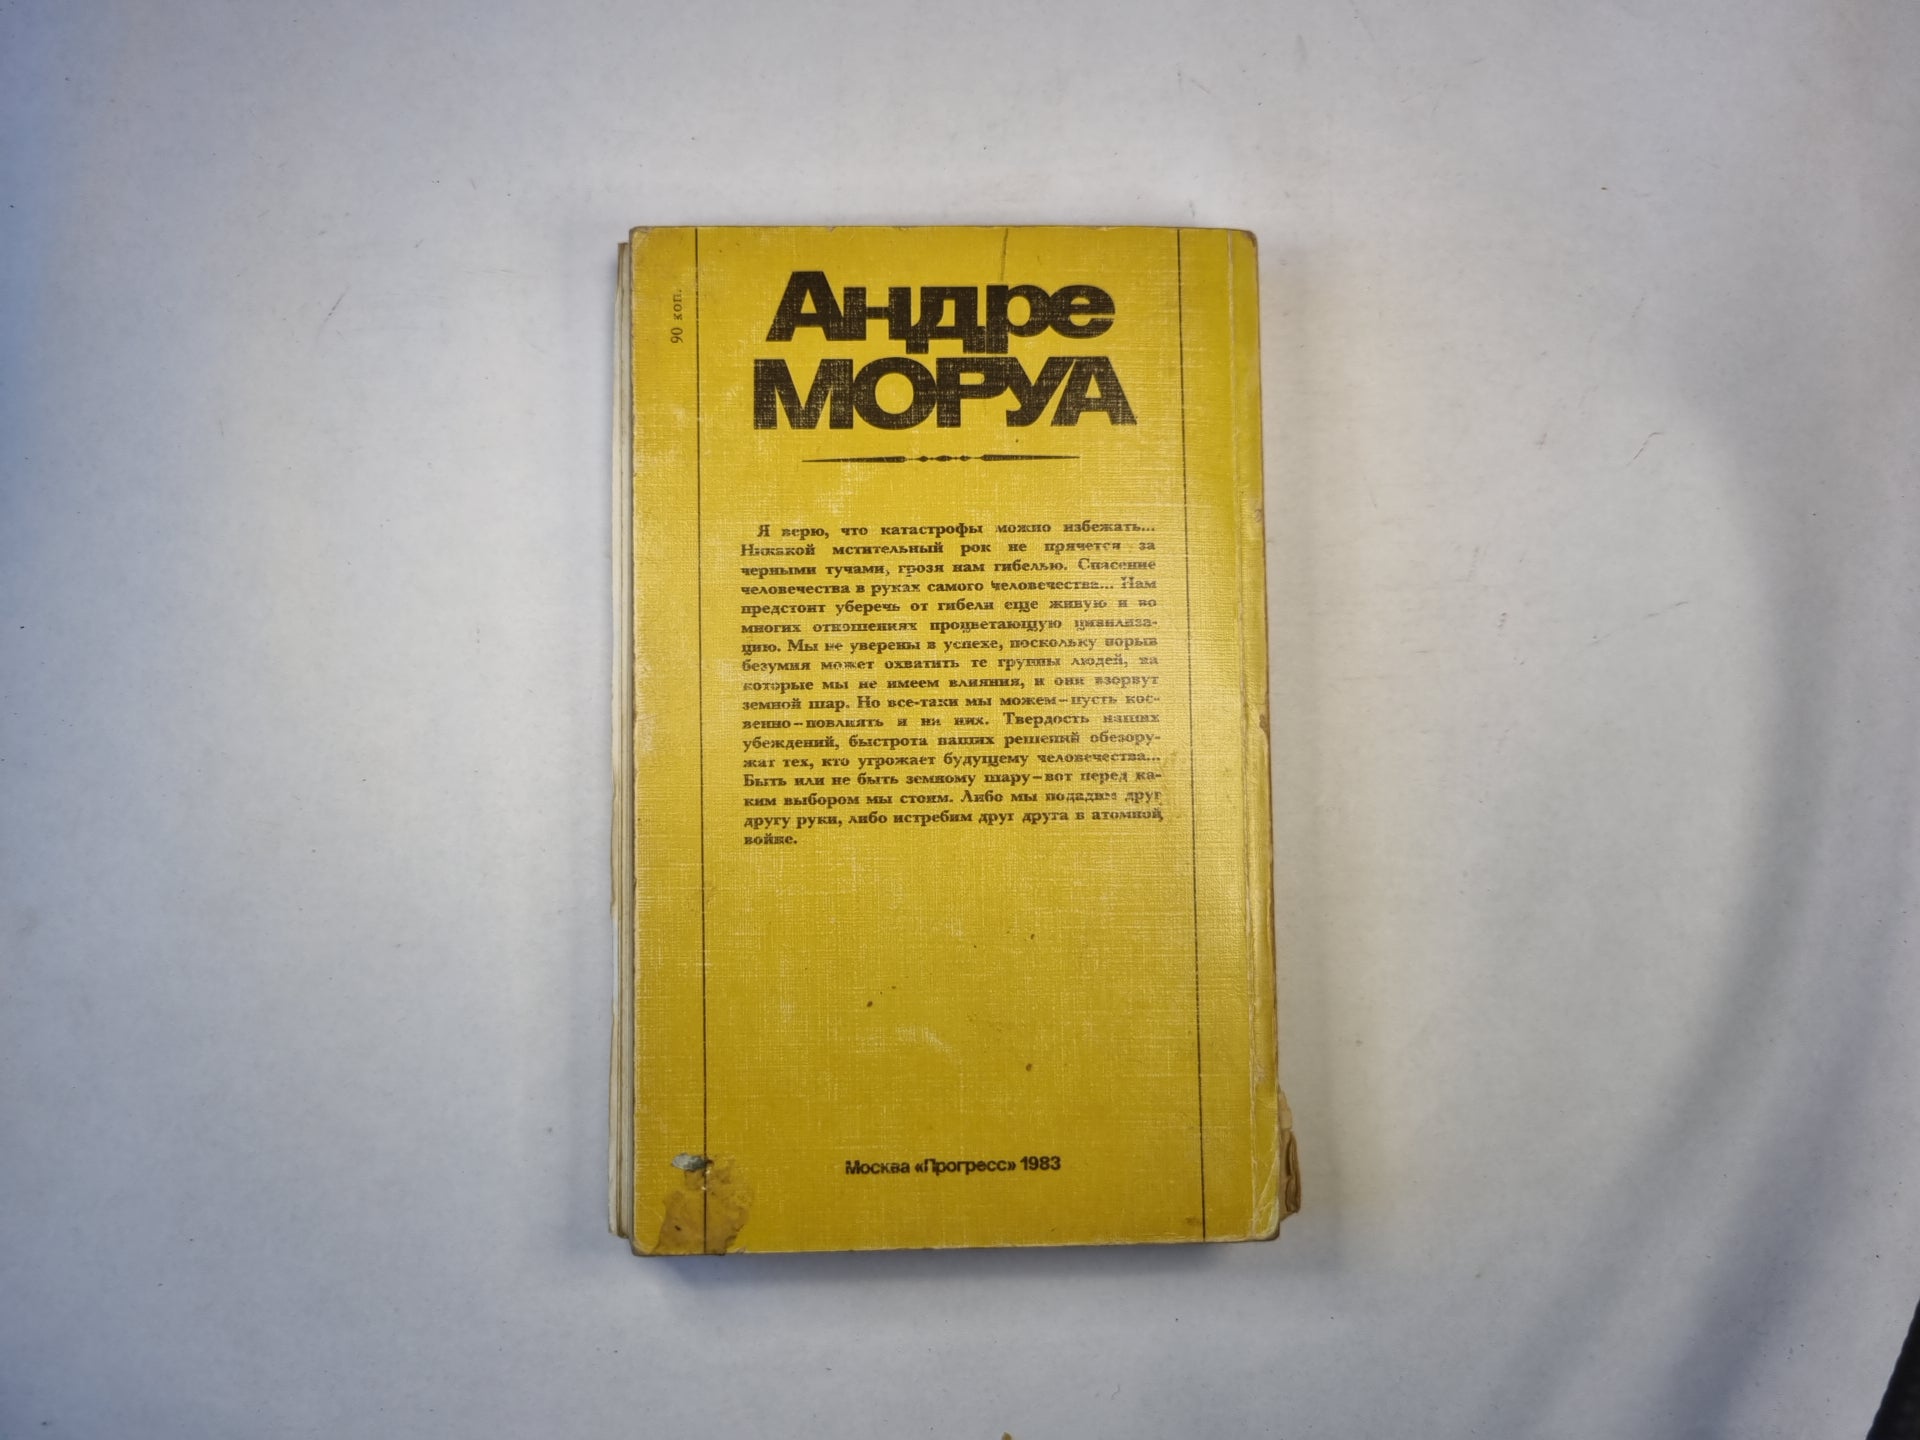 90 коп.
Андре
МОРУА
Я верю, что катастрофы можно избежать...
Никакой мстительный рок не прячется за
черными тучами, грозя нам гибелью. Спасение
человечества в руках самого человечества... Нам
предстоит уберечь от гибели еще живую и во
многих отношениях процветающую цивилиза-
цию. Мы не уверены в успехе, поскольку порыв
безумия может охватить те группы людей, на
которые мы не имеем влияния, и они взорвут
земной шар. Но все-таки мы можем–пусть кос-
венно–повлиять и на них. Твердость наших
убеждений, быстрота наших решений обезору-
жат тех, кто угрожает будущему человечества...
Быть или не быть земному шару–вот перед ка-
ким выбором мы стоим. Либо мы подадим друг
другу руки, либо истребим друг друга в атомной
войне.
Москва «Прогресс» 1983